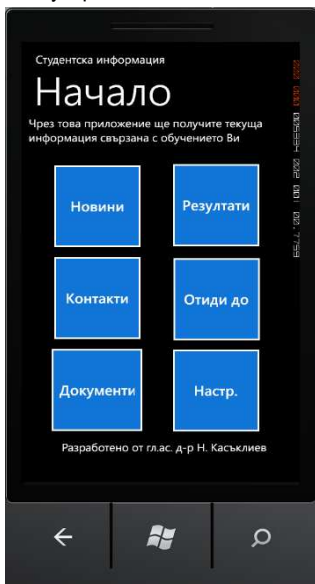 Студентска информация
Начало
Чрез това приложение ще получите текуща
информация свързана с обучението Ви
Новини
Резултати
Контакти
Отиди до
Документи
Настр.
Разработено от гл.ас. д-р Н. Касъклиев